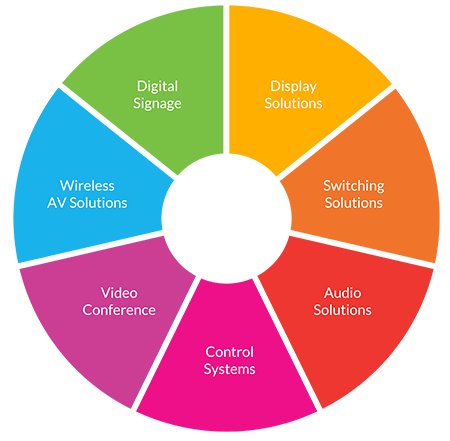 Digital
Signage
Display
Solutions
Wireless
AV Solutions
Switching
Solutions
Video
Conference
Audio
Solutions
Control
Systems